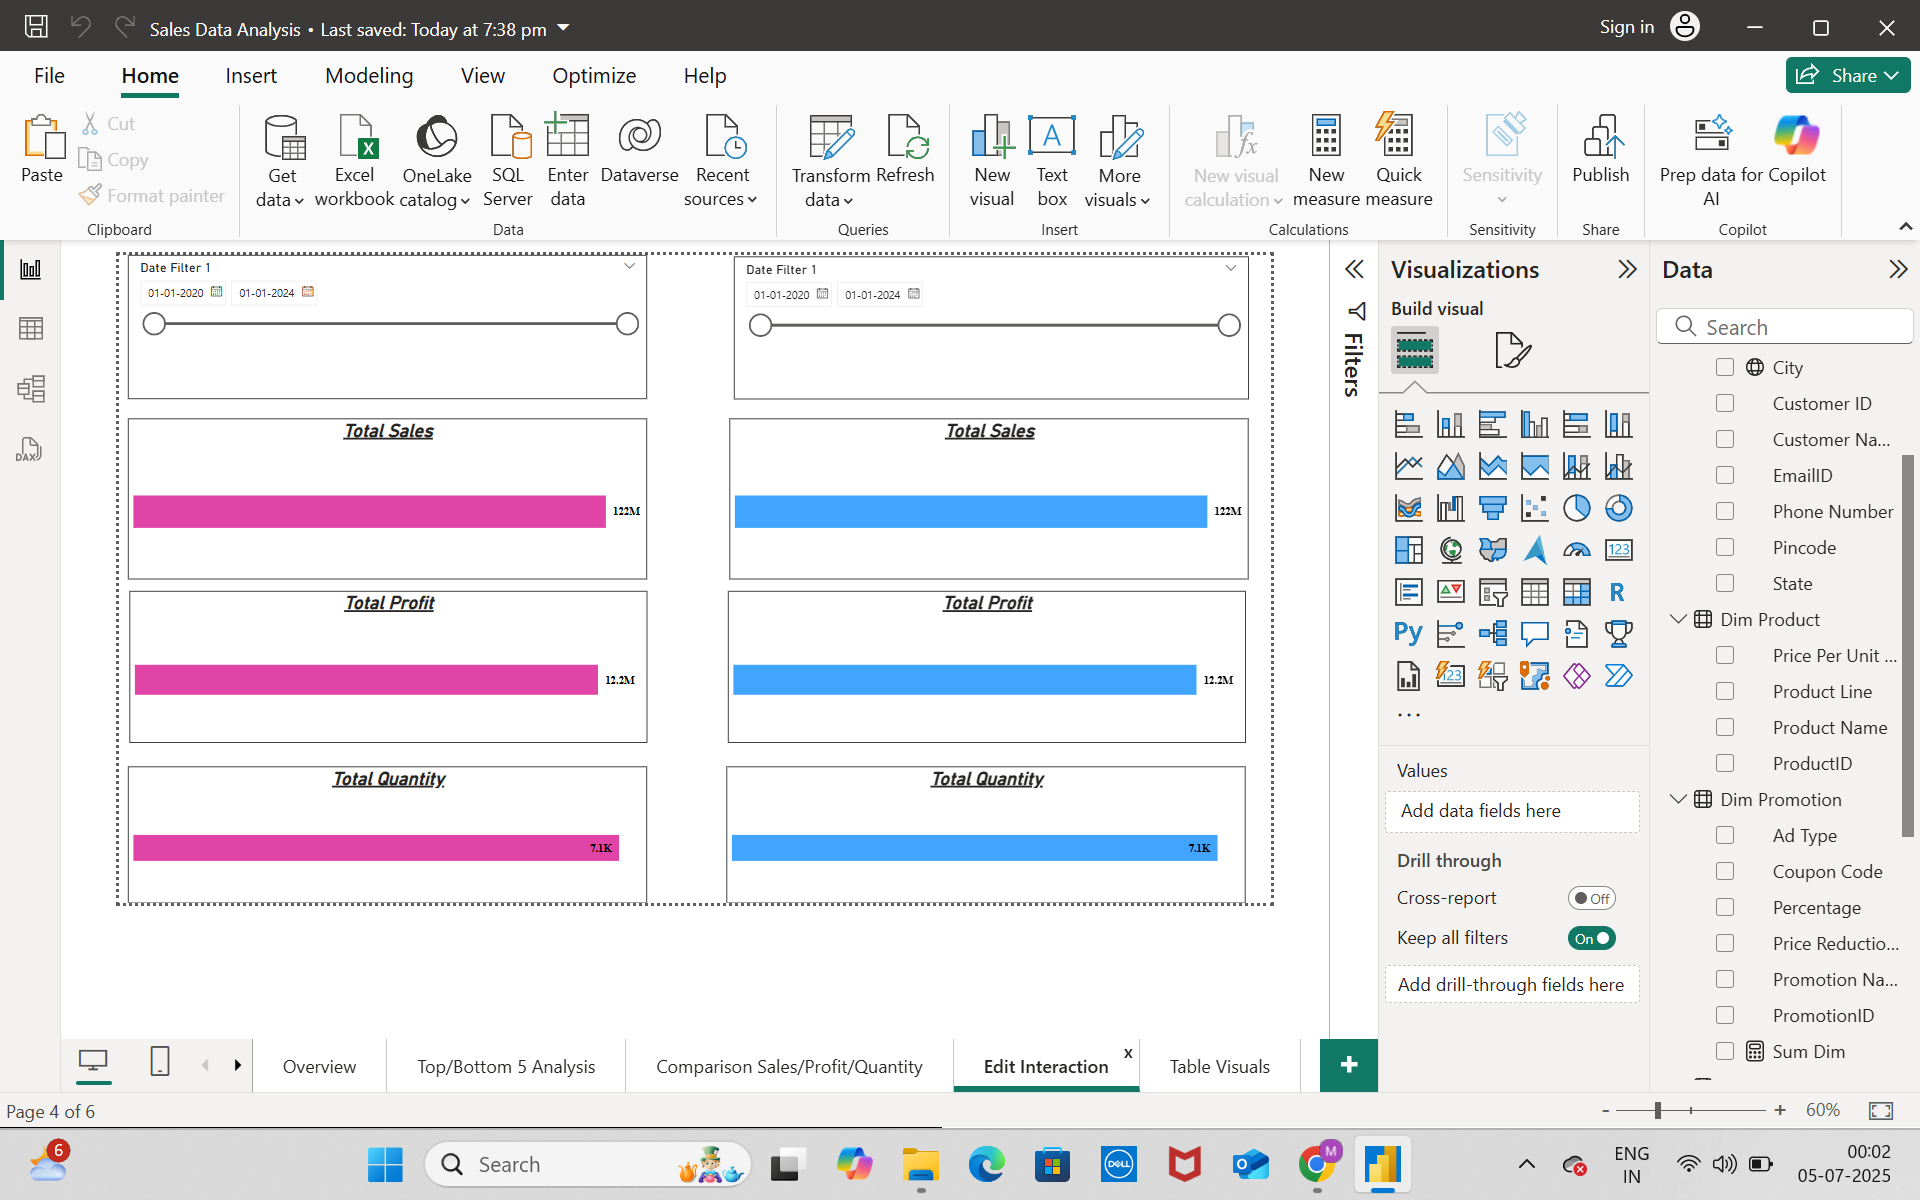 Sales Data Analysis • Last saved: Today at 7:38 pm
Sign in
File
Home
Insert
Modeling
View
Optimize
Help
Share
Paste
Cut
Copy
Format painter
Clipboard
Get data
Excel workbook
OneLake catalog
SQL Server
Enter data
Dataverse
Recent sources
Data
Transform data
Refresh
Queries
New visual
Text box
More visuals
Insert
New visual calculation
New measure
Quick measure
Calculations
Sensitivity
Sensitivity
Publish
Share
Prep data for AI
Copilot
Copilot
DAX
Date Filter 1
01-01-2020
01-01-2024
Total Sales
122M
Total Profit
12.2M
Total Quantity
7.1K
Date Filter 1
01-01-2020
01-01-2024
Total Sales
122M
Total Profit
12.2M
Total Quantity
7.1K
Filters
Visualizations
Build visual
123
R
Py
123
...
Values
Add data fields here
Drill through
Cross-report
Off
Keep all filters
On
Add drill-through fields here
Data
Search
City
Customer ID
Customer Na...
EmailID
Phone Number
Pincode
State
Dim Product
Price Per Unit ...
Product Line
Product Name
ProductID
Dim Promotion
Ad Type
Coupon Code
Percentage
Price Reductio...
Promotion Na...
PromotionID
Sum Dim
Overview
Top/Bottom 5 Analysis
Comparison Sales/Profit/Quantity
Edit Interaction
x
Table Visuals
+
Page 4 of 6
- + 60%
6
Search
DELL
M
ENG
IN
00:02
05-07-2025